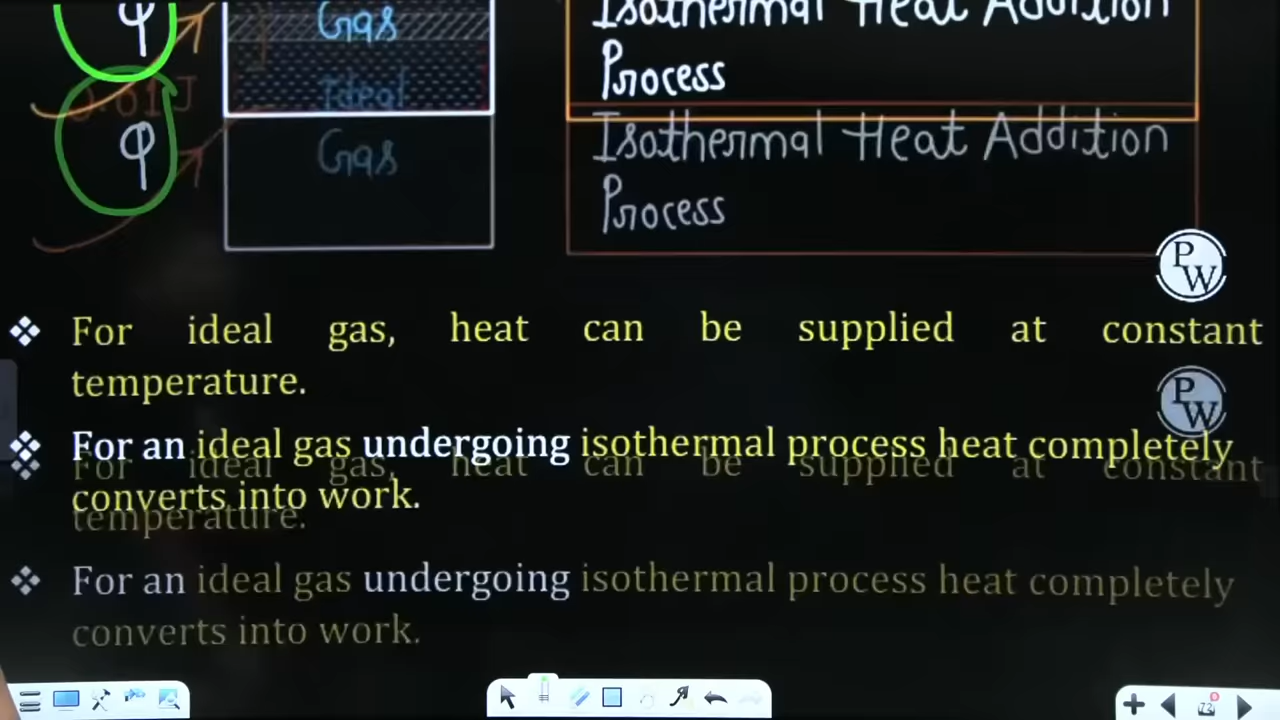 φ
Gas
Isothermal Heat Addition
Process
Ideal
φ
Gas
Isothermal Heat Addition
Process
PW
For ideal gas, heat can be supplied at constant
temperature.
PW
For an ideal gas undergoing isothermal process heat completely
For ideal gas, heat can be supplied at constant
converts into work.
temperature.
For an ideal gas undergoing isothermal process heat completely
converts into work.
72